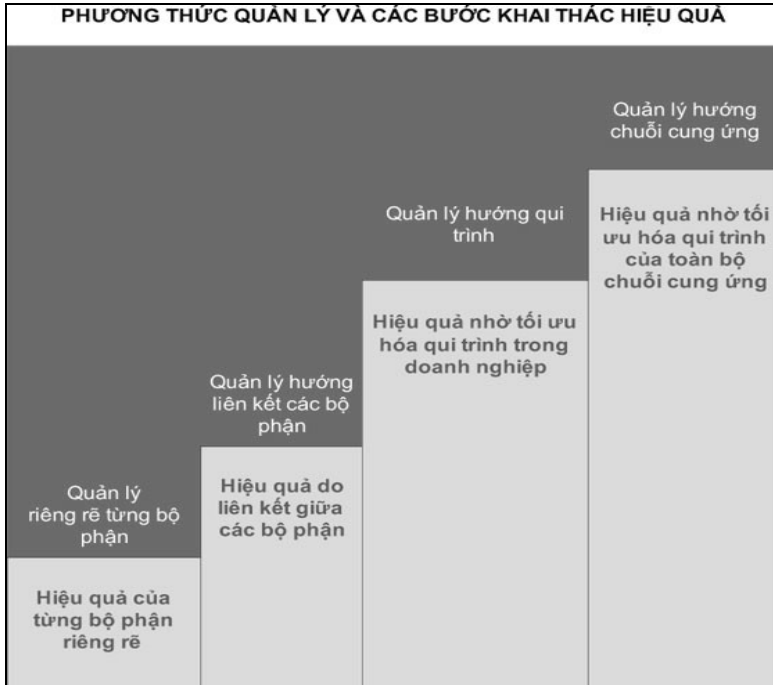 PHƯƠNG THỨC QUẢN LÝ VÀ CÁC BƯỚC KHAI THÁC HIỆU QUẢ
Quản lý hướng
chuỗi cung ứng
Hiệu quả nhờ tối
ưu hóa qui trình
của toàn bộ
chuỗi cung ứng
Quản lý hướng qui
trình
Hiệu quả nhờ tối ưu
hóa qui trình trong
doanh nghiệp
Quản lý hướng
liên kết các bộ
phận
Hiệu quả do
liên kết giữa
các bộ phận
Quản lý
riêng rẽ từng bộ
phận
Hiệu quả của
từng bộ phận
riêng rẽ